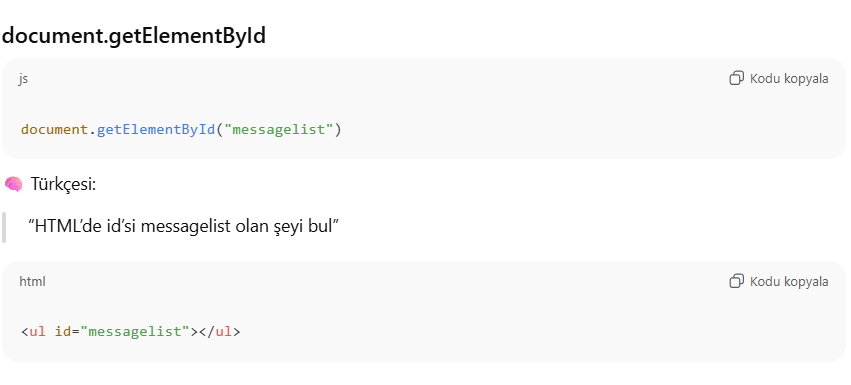 document.getElementById
js
Kodu kopyala
document.getElementById("messagelist")
Türkçesi:
“HTML’de id’si messagelist olan şeyi bul”
html
Kodu kopyala
<ul id="messagelist"></ul>